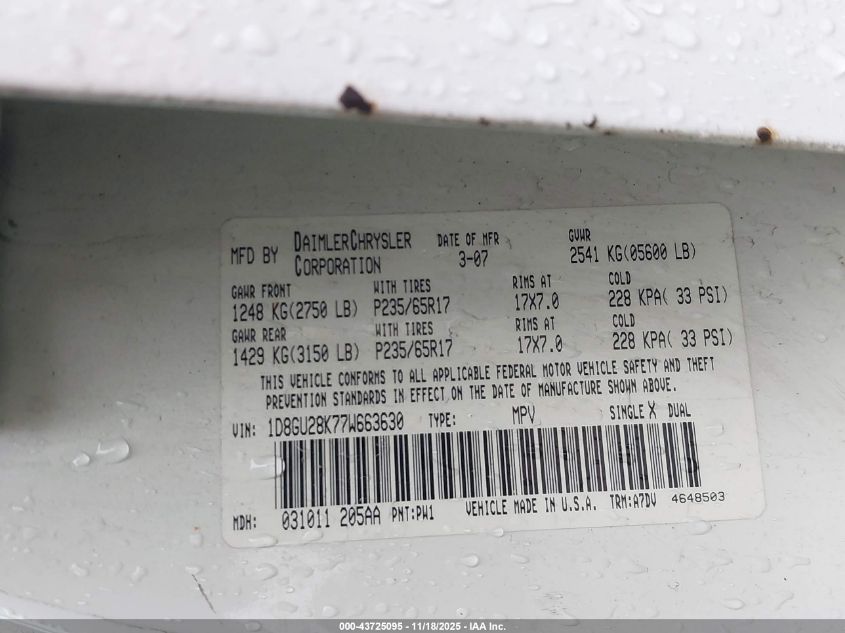 MFD BY DAIMLERCHRYSLER CORPORATION DATE OF MFR 3-07 GVWR 2541 KG(05600 LB)
GAWR FRONT WITH TIRES RIMS AT COLD
1248 KG(2750 LB) P235/65R17 17X7.0 228 KPA( 33 PSI)
GAWR REAR WITH TIRES RIMS AT COLD
1429 KG(3150 LB) P235/65R17 17X7.0 228 KPA( 33 PSI)
THIS VEHICLE CONFORMS TO ALL APPLICABLE FEDERAL MOTOR VEHICLE SAFETY AND THEFT
PREVENTION STANDARDS IN EFFECT ON THE DATE OF MANUFACTURE SHOWN ABOVE.
VIN: 1D8GU28K77W663630 TYPE: MPV SINGLE X DUAL
MDH: 031011 205AA PNT:PW1 VEHICLE MADE IN U.S.A. TRM:A7DV 4648503
000-43725095 - 11/18/2025 - IAA Inc.